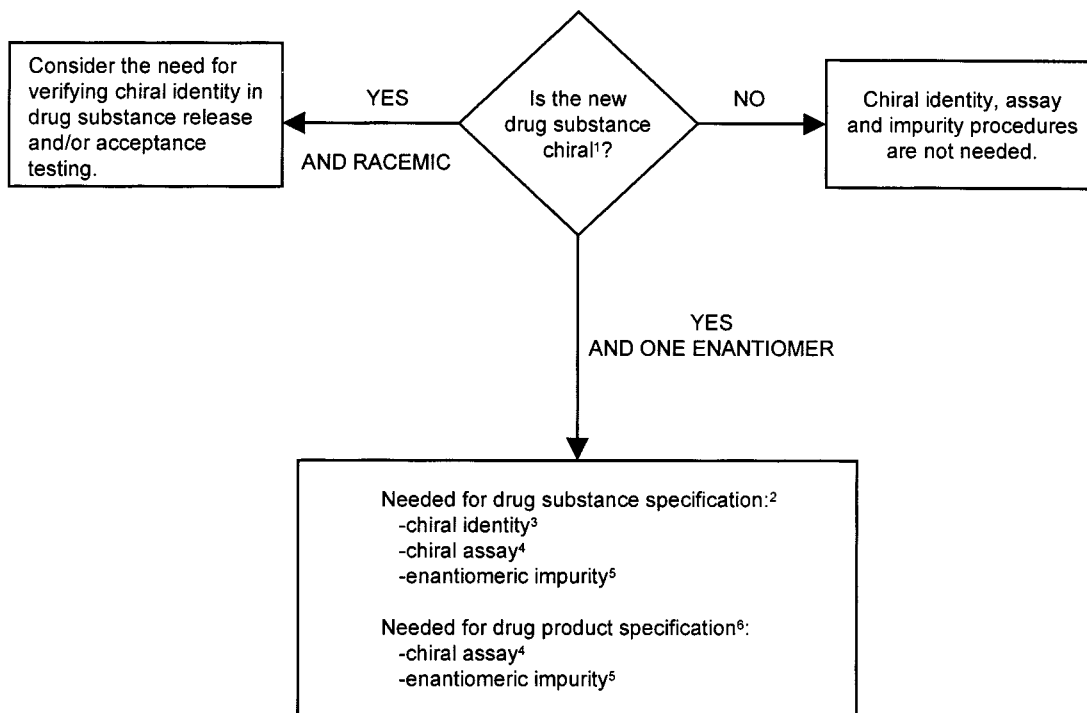 Consider the need for
verifying chiral identity in
drug substance release
and/or acceptance
testing.
YES
AND RACEMIC
Is the new
drug substance
chiral¹?
NO
Chiral identity, assay
and impurity procedures
are not needed.
YES
AND ONE ENANTIOMER
Needed for drug substance specification:²
-chiral identity³
-chiral assay⁴
-enantiomeric impurity⁵
Needed for drug product specification⁶:
-chiral assay⁴
-enantiomeric impurity⁵